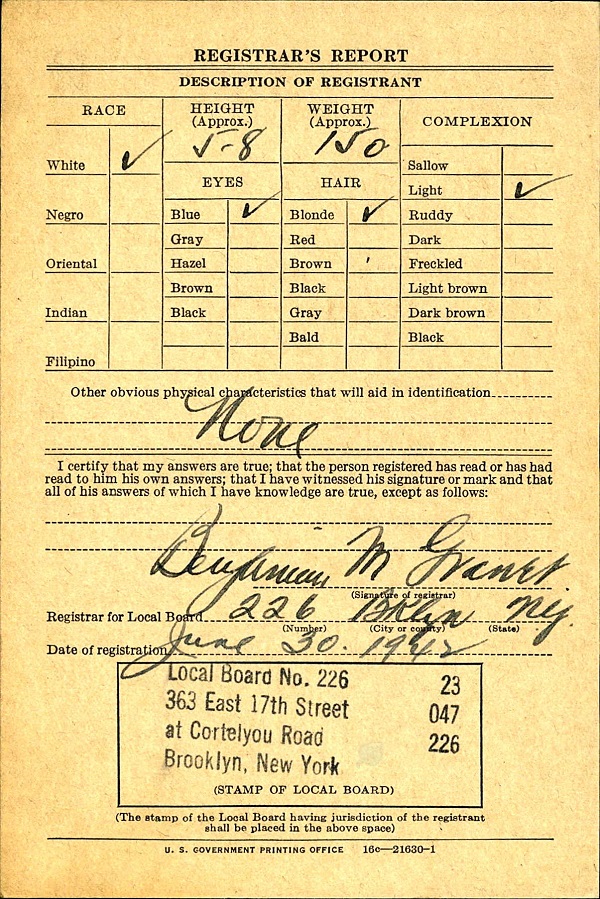 REGISTRAR'S REPORT
DESCRIPTION OF REGISTRANT
RACE
HEIGHT
(Approx.)
WEIGHT
(Approx.)
COMPLEXION
5-8
150
White ✓
Sallow
EYES
HAIR
Light ✓
Negro
Blue ✓
Blonde ✓
Ruddy
Gray
Red
Dark
Oriental
Hazel
Brown
Freckled
Brown
Black
Light brown
Indian
Black
Gray
Dark brown
Bald
Black
Filipino
Other obvious physical characteristics that will aid in identification
None
I certify that my answers are true; that the person registered has read or has had
read to him his own answers; that I have witnessed his signature or mark and that
all of his answers of which I have knowledge are true, except as follows:
Benjamin M
(Signature of registrar)
Registrar for Local Board 226 Bklyn NY
(Number) (City or county) (State)
Date of registration June 30. 1942
Local Board No. 226 23
363 East 17th Street 047
at Cortelyou Road 226
Brooklyn, New York
(STAMP OF LOCAL BOARD)
(The stamp of the Local Board having jurisdiction of the registrant
shall be placed in the above space)
U. S. GOVERNMENT PRINTING OFFICE 16c—21630-1